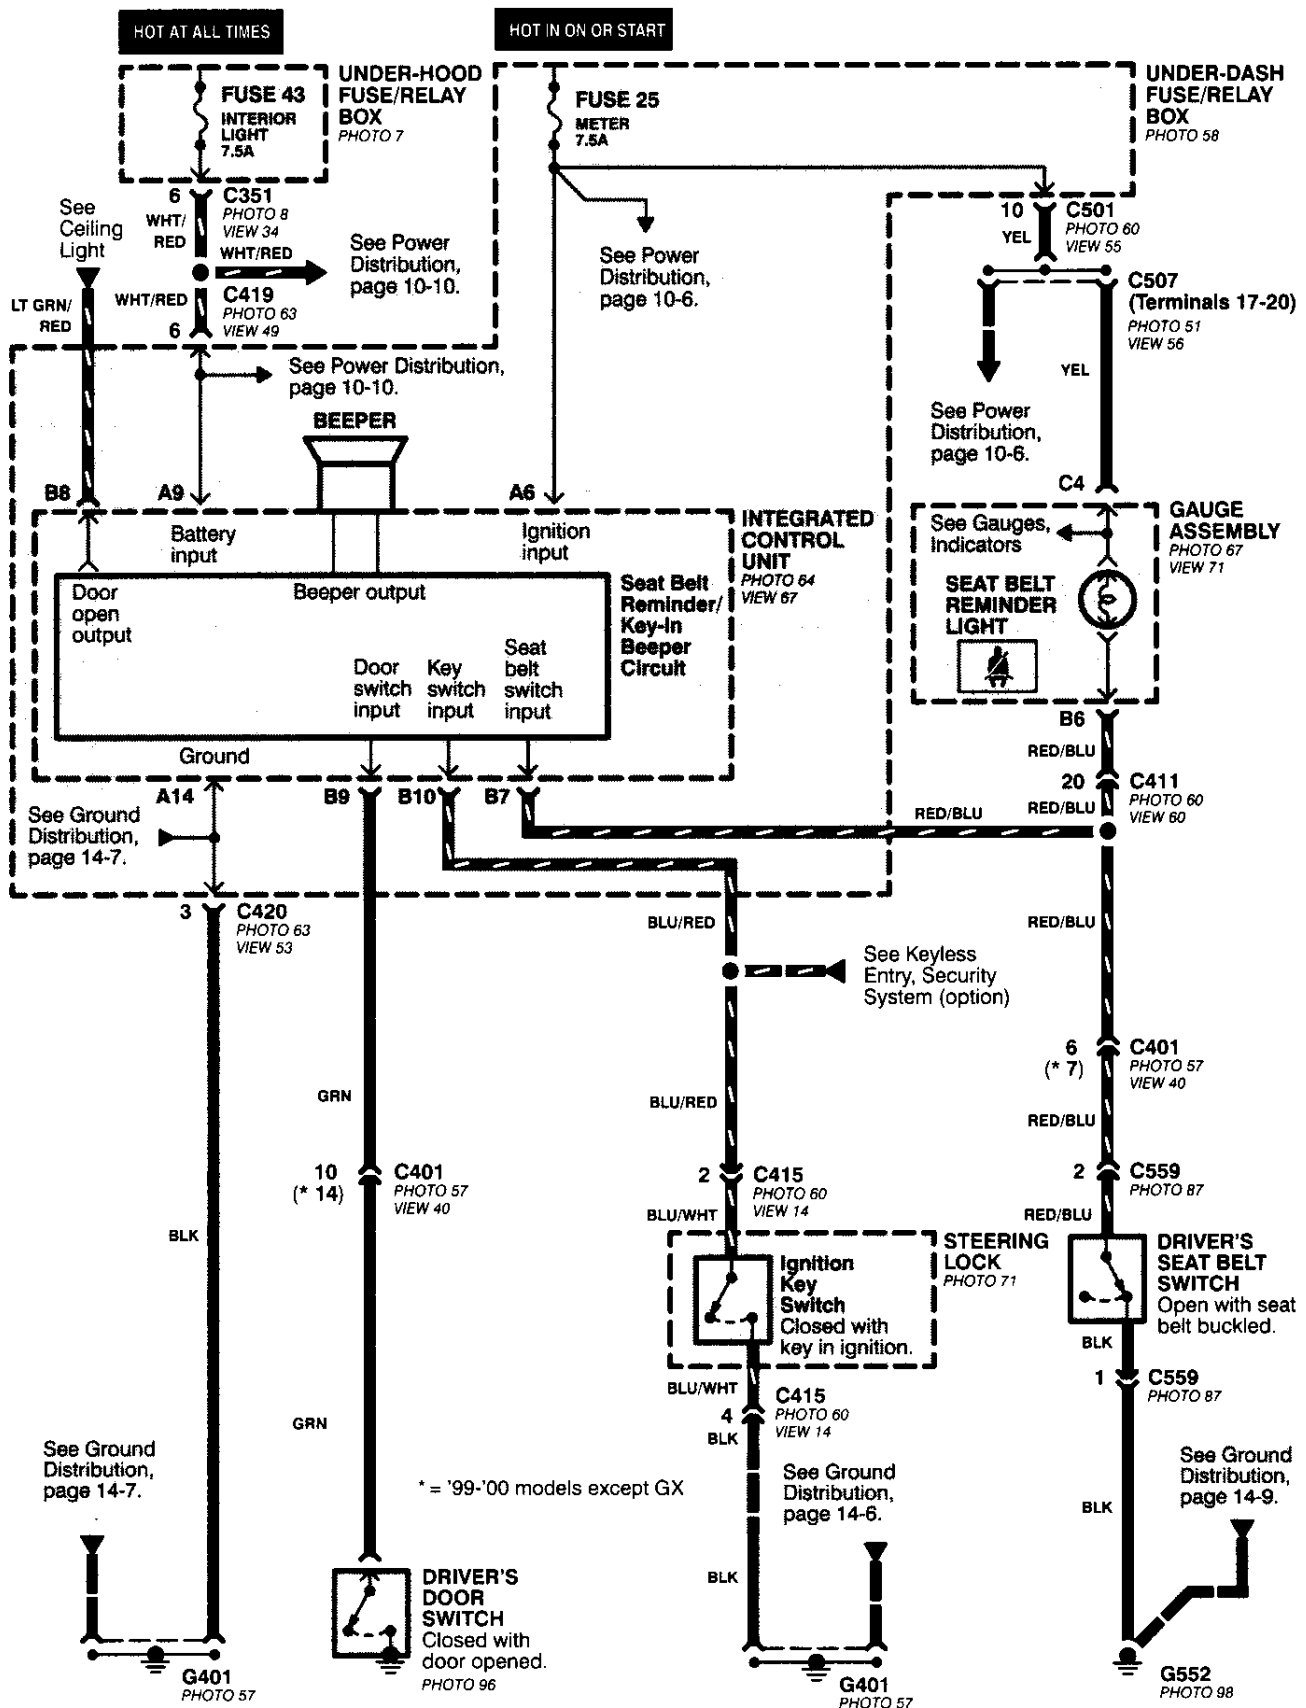 HOT AT ALL TIMES
HOT IN ON OR START
UNDER-HOOD
FUSE/RELAY
BOX
PHOTO 7
FUSE 43
INTERIOR
LIGHT
7.5A
FUSE 25
METER
7.5A
UNDER-DASH
FUSE/RELAY
BOX
PHOTO 58
6
C351
PHOTO 8
VIEW 34
WHT/
RED
See
Ceiling
Light
WHT/RED
See Power
Distribution,
page 10-10.
See Power
Distribution,
page 10-6.
10
C501
PHOTO 60
VIEW 55
YEL
C507
(Terminals 17-20)
PHOTO 51
VIEW 56
LT GRN/
RED
WHT/RED
C419
PHOTO 63
VIEW 49
6
See Power Distribution,
page 10-10.
YEL
See Power
Distribution,
page 10-6.
BEEPER
B8
A9
A6
C4
Battery
input
Ignition
input
INTEGRATED
CONTROL
UNIT
PHOTO 64
VIEW 67
See Gauges,
Indicators
GAUGE
ASSEMBLY
PHOTO 67
VIEW 71
Door
open
output
Beeper output
Seat Belt
Reminder/
Key-In
Beeper
Circuit
SEAT BELT
REMINDER
LIGHT
Door
switch
input
Key
switch
input
Seat
belt
switch
input
Ground
B6
RED/BLU
A14
B9
B10
B7
20
C411
PHOTO 60
VIEW 60
RED/BLU
RED/BLU
See Ground
Distribution,
page 14-7.
3
C420
PHOTO 63
VIEW 53
BLU/RED
RED/BLU
See Keyless
Entry, Security
System (option)
6
(* 7)
C401
PHOTO 57
VIEW 40
GRN
BLU/RED
RED/BLU
10
(* 14)
C401
PHOTO 57
VIEW 40
2
C415
PHOTO 60
VIEW 14
2
C559
PHOTO 87
BLK
BLU/WHT
RED/BLU
STEERING
LOCK
PHOTO 71
Ignition
Key
Switch
Closed with
key in ignition.
DRIVER'S
SEAT BELT
SWITCH
Open with seat
belt buckled.
BLK
BLU/WHT
4
C415
PHOTO 60
VIEW 14
BLK
1
C559
PHOTO 87
GRN
See Ground
Distribution,
page 14-7.
* = '99-'00 models except GX
See Ground
Distribution,
page 14-6.
See Ground
Distribution,
page 14-9.
BLK
BLK
DRIVER'S
DOOR
SWITCH
Closed with
door opened.
PHOTO 96
G401
PHOTO 57
G401
PHOTO 57
G552
PHOTO 98